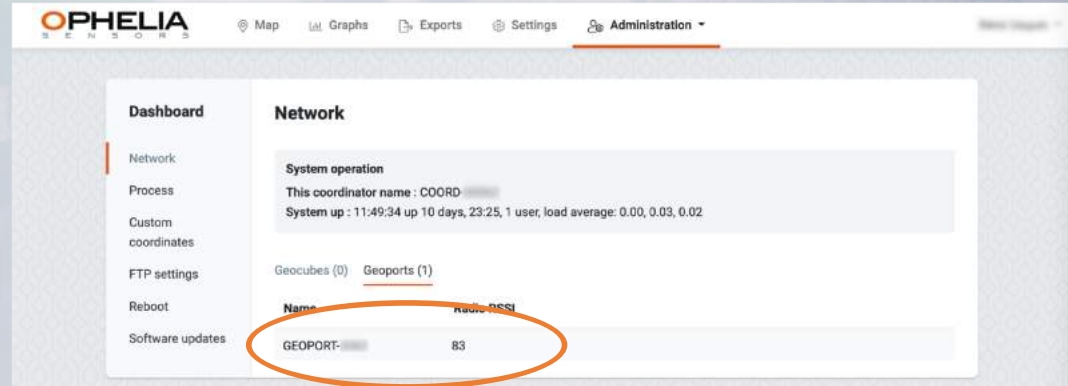 OPHELIA
SENSORS
Map Graphs Exports Settings Administration
Dashboard
Network
Process
Custom
coordinates
FTP settings
Reboot
Software updates
Network
System operation
This coordinator name : COORD-
System up : 11:49:34 up 10 days, 23:25, 1 user, load average: 0.00, 0.03, 0.02
Geocubes (0) Geoports (1)
Name Radio RSSI
GEOPORT- 83